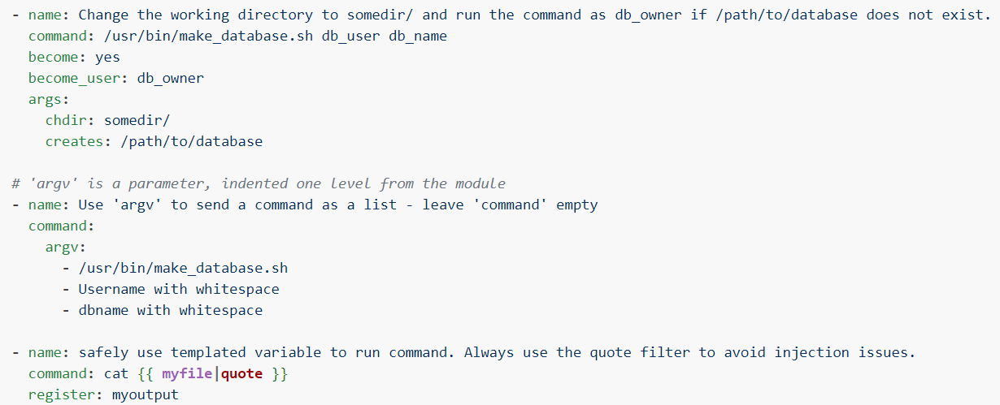 - name: Change the working directory to somedir/ and run the command as db_owner if /path/to/database does not exist.
  command: /usr/bin/make_database.sh db_user db_name
  become: yes
  become_user: db_owner
  args:
    chdir: somedir/
    creates: /path/to/database

# 'argv' is a parameter, indented one level from the module
- name: Use 'argv' to send a command as a list - leave 'command' empty
  command:
    argv:
      - /usr/bin/make_database.sh
      - Username with whitespace
      - dbname with whitespace

- name: safely use templated variable to run command. Always use the quote filter to avoid injection issues.
  command: cat {{ myfile|quote }}
  register: myoutput